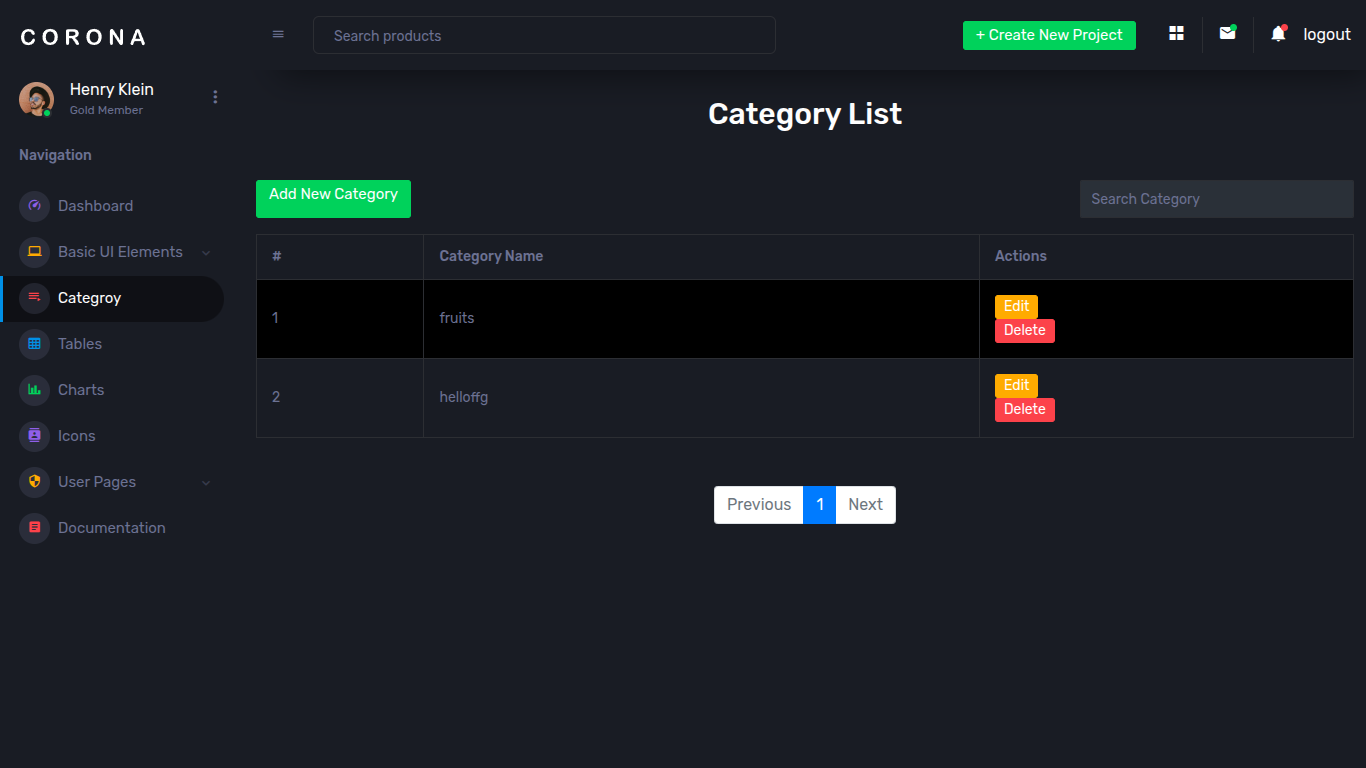 CORONA
Search products
+ Create New Project
logout
Henry Klein
Gold Member
Navigation
Dashboard
Basic UI Elements
Categroy
Tables
Charts
Icons
User Pages
Documentation
Category List
Add New Category
Search Category
# Category Name Actions
1 fruits Edit
Delete
2 helloffg Edit
Delete
Previous 1 Next